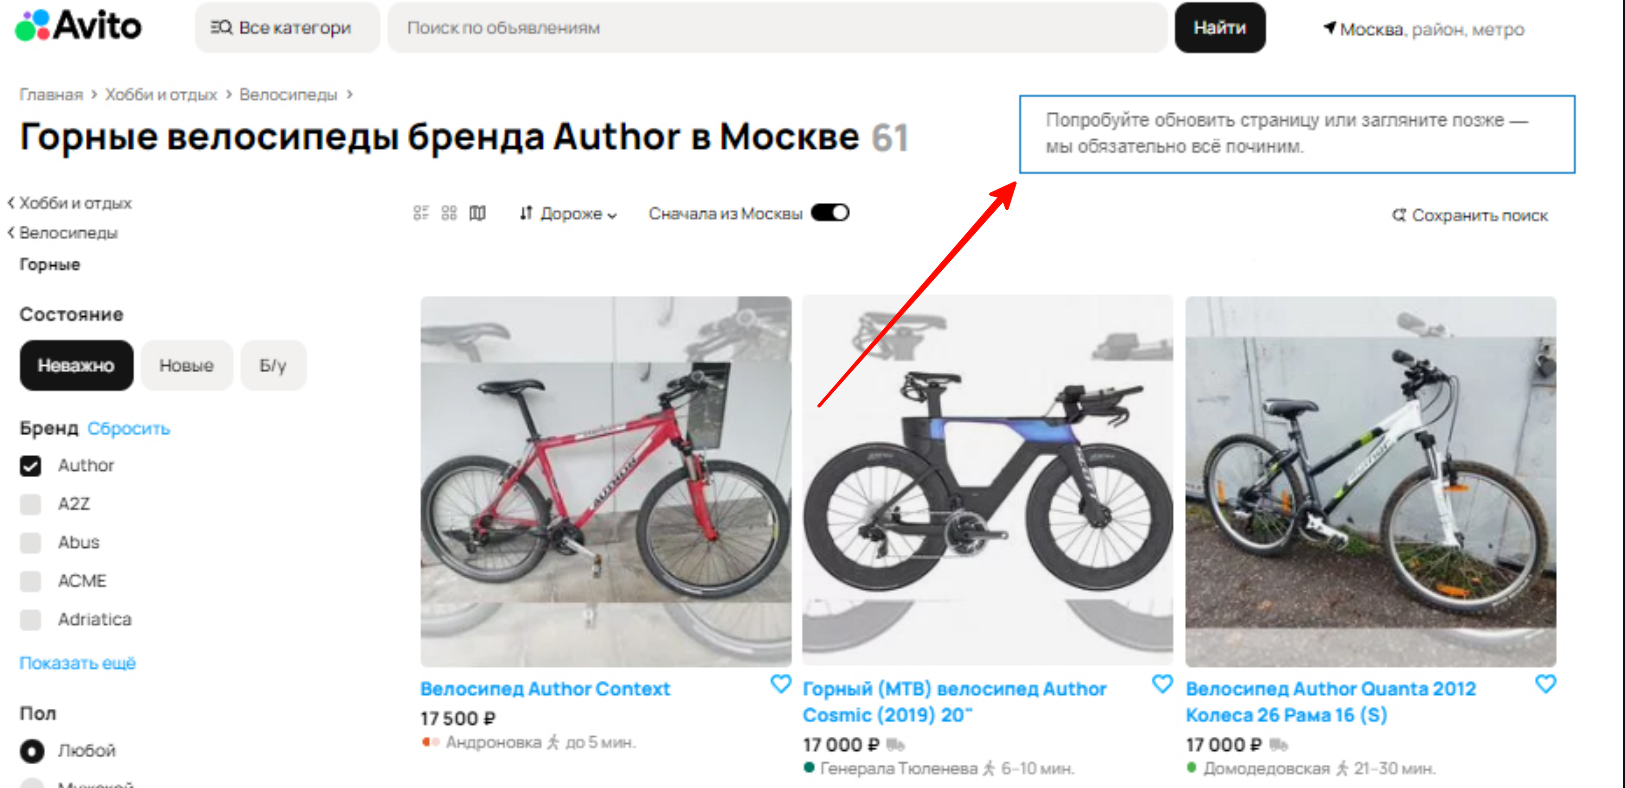 Avito
Все категори
Поиск по объявлениям
Найти
Москва, район, метро
Главная > Хобби и отдых > Велосипеды >
Горные велосипеды бренда Author в Москве 61
Попробуйте обновить страницу или загляните позже —
мы обязательно всё починим.
Хобби и отдых
Велосипеды
Горные
Дороже
Сначала из Москвы
Сохранить поиск
Состояние
Неважно
Новые
Б/у
Бренд Сбросить
Author
A2Z
Abus
ACME
Adriatica
Показать ещё
Пол
Любой
Мужской
AUTHOR
Велосипед Author Context
17 500 ₽
Андроновка до 5 мин.
Горный (MTB) велосипед Author
Cosmic (2019) 20"
17 000 ₽
Генерала Тюленева 6–10 мин.
Велосипед Author Quanta 2012
Колеса 26 Рама 16 (S)
17 000 ₽
Домодедовская 21–30 мин.